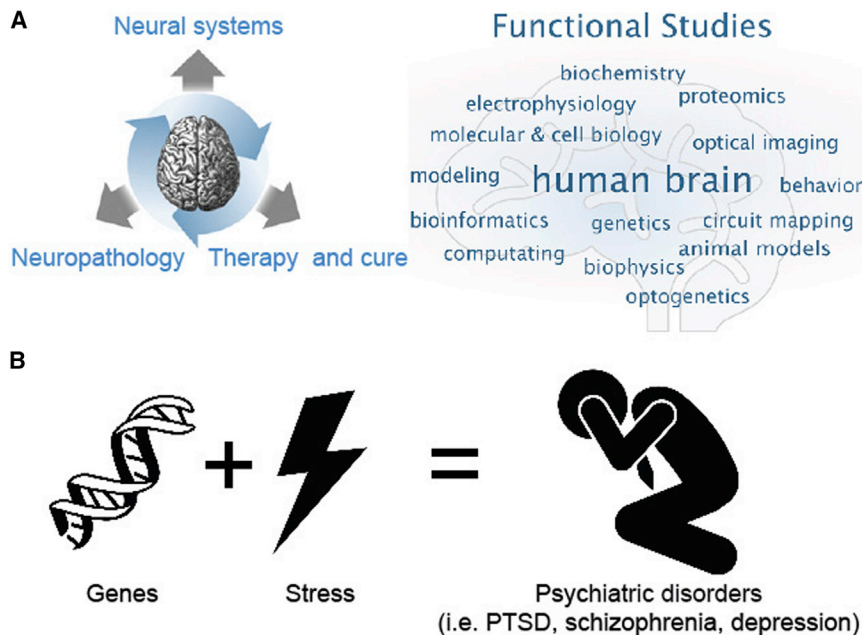 A
Neural systems
Neuropathology
Therapy and cure
Functional Studies
biochemistry
electrophysiology
proteomics
molecular & cell biology
optical imaging
modeling
human brain
behavior
bioinformatics
genetics
circuit mapping
computating
biophysics
animal models
optogenetics
B
Genes
Stress
Psychiatric disorders
(i.e. PTSD, schizophrenia, depression)